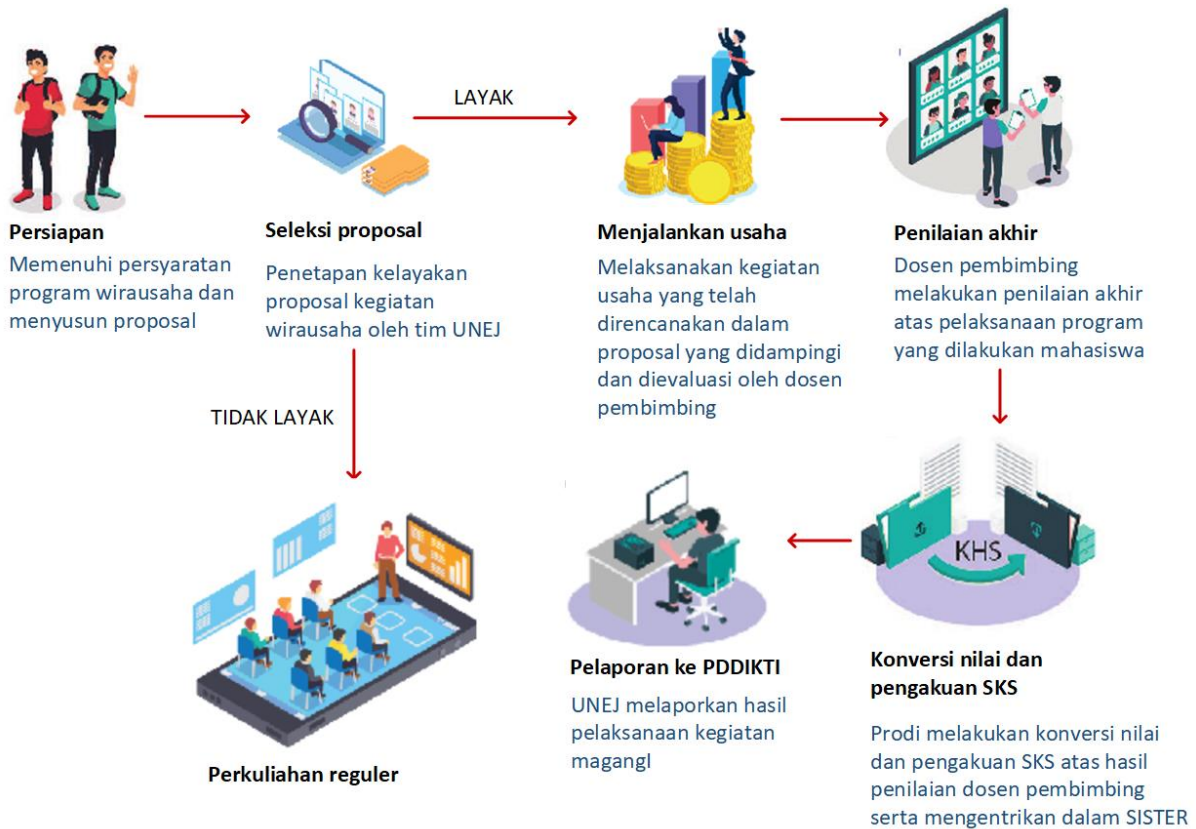 LAYAK
Persiapan
Memenuhi persyaratan
program wirausaha dan
menyusun proposal
Seleksi proposal
Penetapan kelayakan
proposal kegiatan
wirausaha oleh tim UNEJ
Menjalankan usaha
Melaksanakan kegiatan
usaha yang telah
direncanakan dalam
proposal yang didampingi
dan dievaluasi oleh dosen
pembimbing
Penilaian akhir
Dosen pembimbing
melakukan penilaian akhir
atas pelaksanaan program
yang dilakukan mahasiswa
TIDAK LAYAK
Perkuliahan reguler
KHS
Konversi nilai dan
pengakuan SKS
Prodi melakukan konversi nilai
dan pengakuan SKS atas hasil
penilaian dosen pembimbing
serta mengentrikan dalam SISTER
Pelaporan ke PDDIKTI
UNEJ melaporkan hasil
pelaksanaan kegiatan
magangl